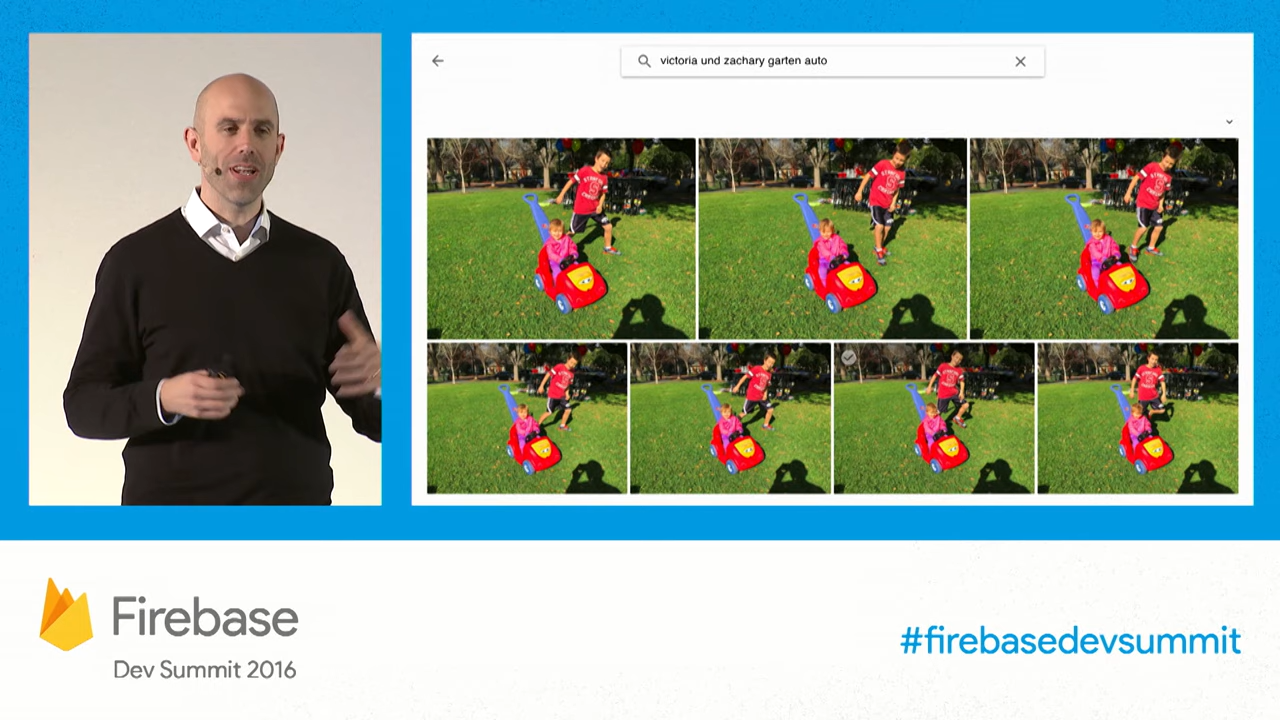 victoria und zachary garten auto
Firebase
Dev Summit 2016
#firebasedevsummit